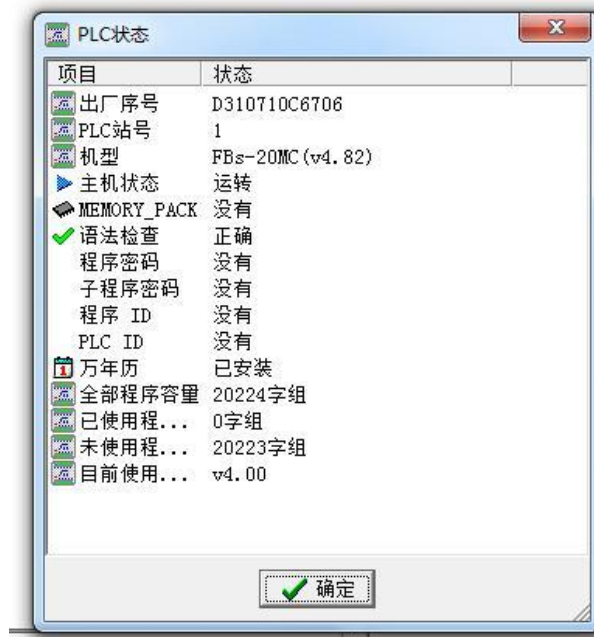 PLC状态
项目 状态
出厂序号 D310710C6706
PLC站号 1
机型 FBs-20MC(v4.82)
主机状态 运转
MEMORY_PACK 没有
语法检查 正确
程序密码 没有
子程序密码 没有
程序 ID 没有
PLC ID 没有
万年历 已安装
全部程序容量 20224字组
已使用程... 0字组
未使用程... 20223字组
目前使用... v4.00
确定